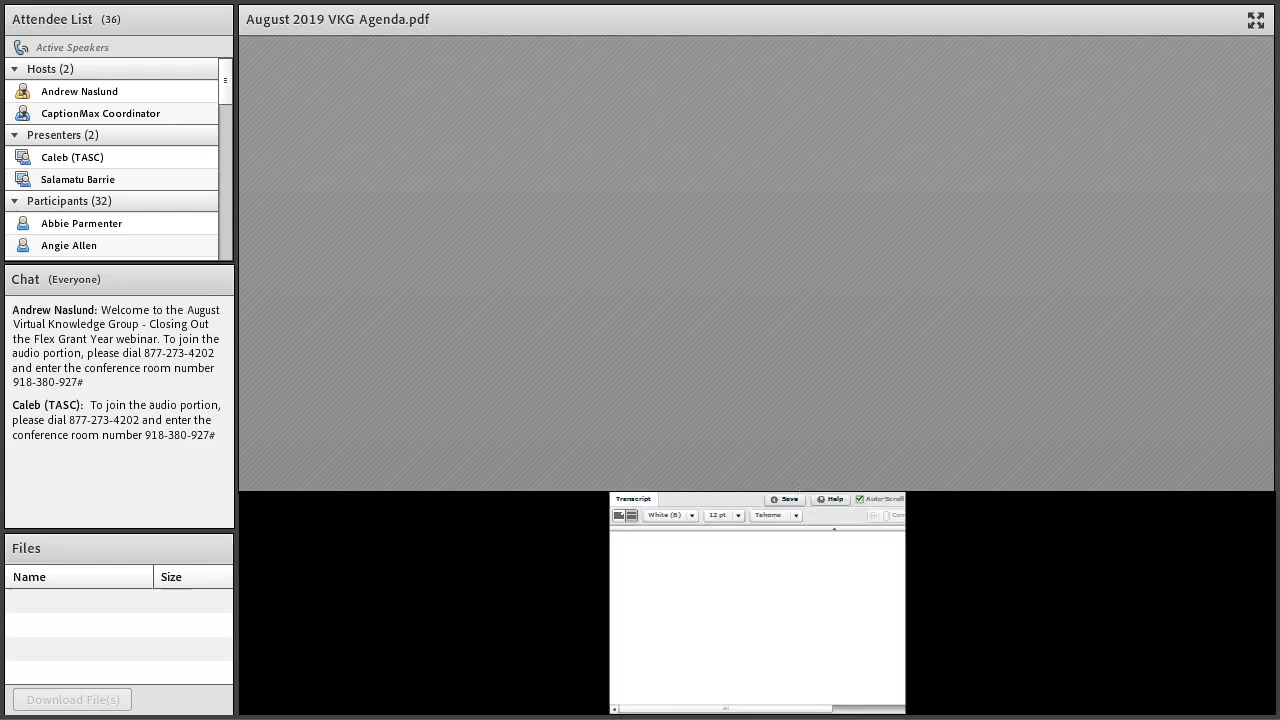 Attendee List (36)
Active Speakers
Hosts (2)
Andrew Naslund
CaptionMax Coordinator
Presenters (2)
Caleb (TASC)
Salamatu Barrie
Participants (32)
Abbie Parmenter
Angie Allen
Chat (Everyone)
Andrew Naslund: Welcome to the August
Virtual Knowledge Group - Closing Out
the Flex Grant Year webinar. To join the
audio portion, please dial 877-273-4202
and enter the conference room number
918-380-927#
Caleb (TASC): To join the audio portion,
please dial 877-273-4202 and enter the
conference room number 918-380-927#
Files
Name Size
Download File(s)
August 2019 VKG Agenda.pdf
Transcript Save Help Auto-Scroll
White (B) 12 pt Tahoma